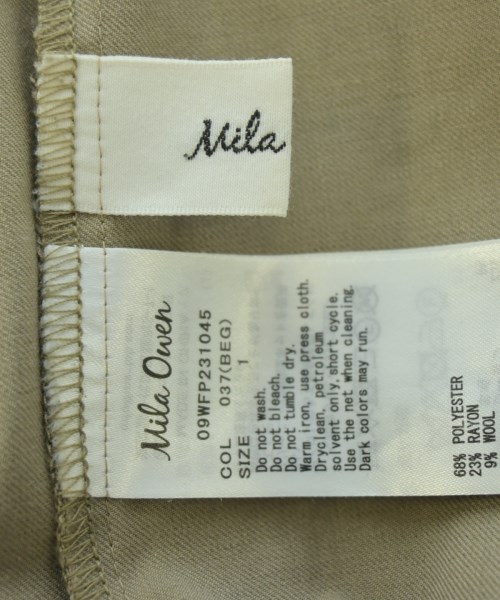 Mila
Mila Owen
09WFP231045
COL 037(BEG)
SIZE 1
Do not wash.
Do not bleach.
Do not tumble dry.
Warm iron, use press cloth.
Dryclean, petroleum
solvent only, short cycle.
Use the net when cleaning.
Dark colors may run.
68% POLYESTER
23% RAYON
9% WOOL